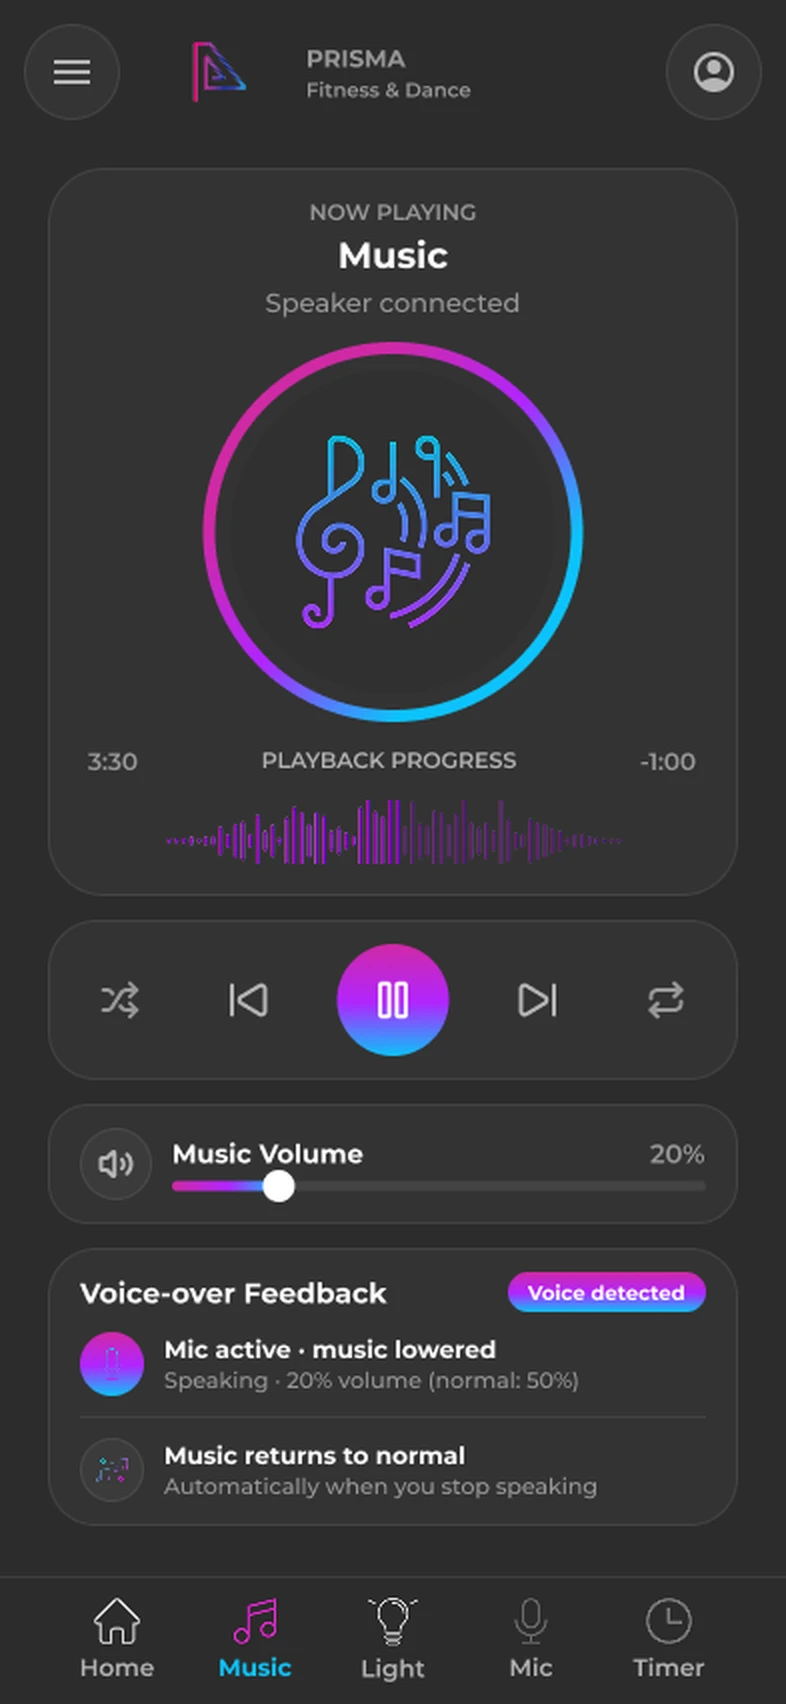 PRISMA
Fitness & Dance
NOW PLAYING
Music
Speaker connected
3:30 PLAYBACK PROGRESS -1:00
Music Volume 20%
Voice-over Feedback Voice detected
Mic active · music lowered
Speaking · 20% volume (normal: 50%)
Music returns to normal
Automatically when you stop speaking
Home Music Light Mic Timer